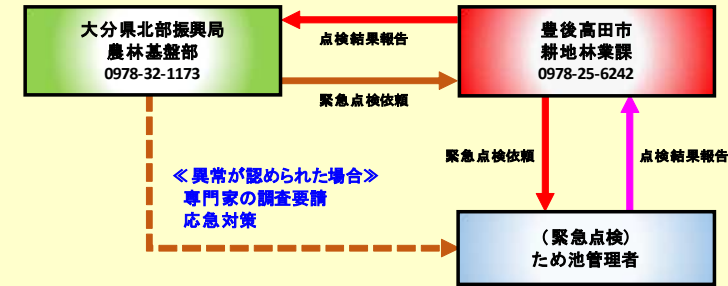 大分県北部振興局
農林基盤部
0978-32-1173
点検結果報告
緊急点検依頼
豊後高田市
耕地林業課
0978-25-6242
緊急点検依頼
点検結果報告
≪異常が認められた場合≫
専門家の調査要請
応急対策
（緊急点検）
ため池管理者